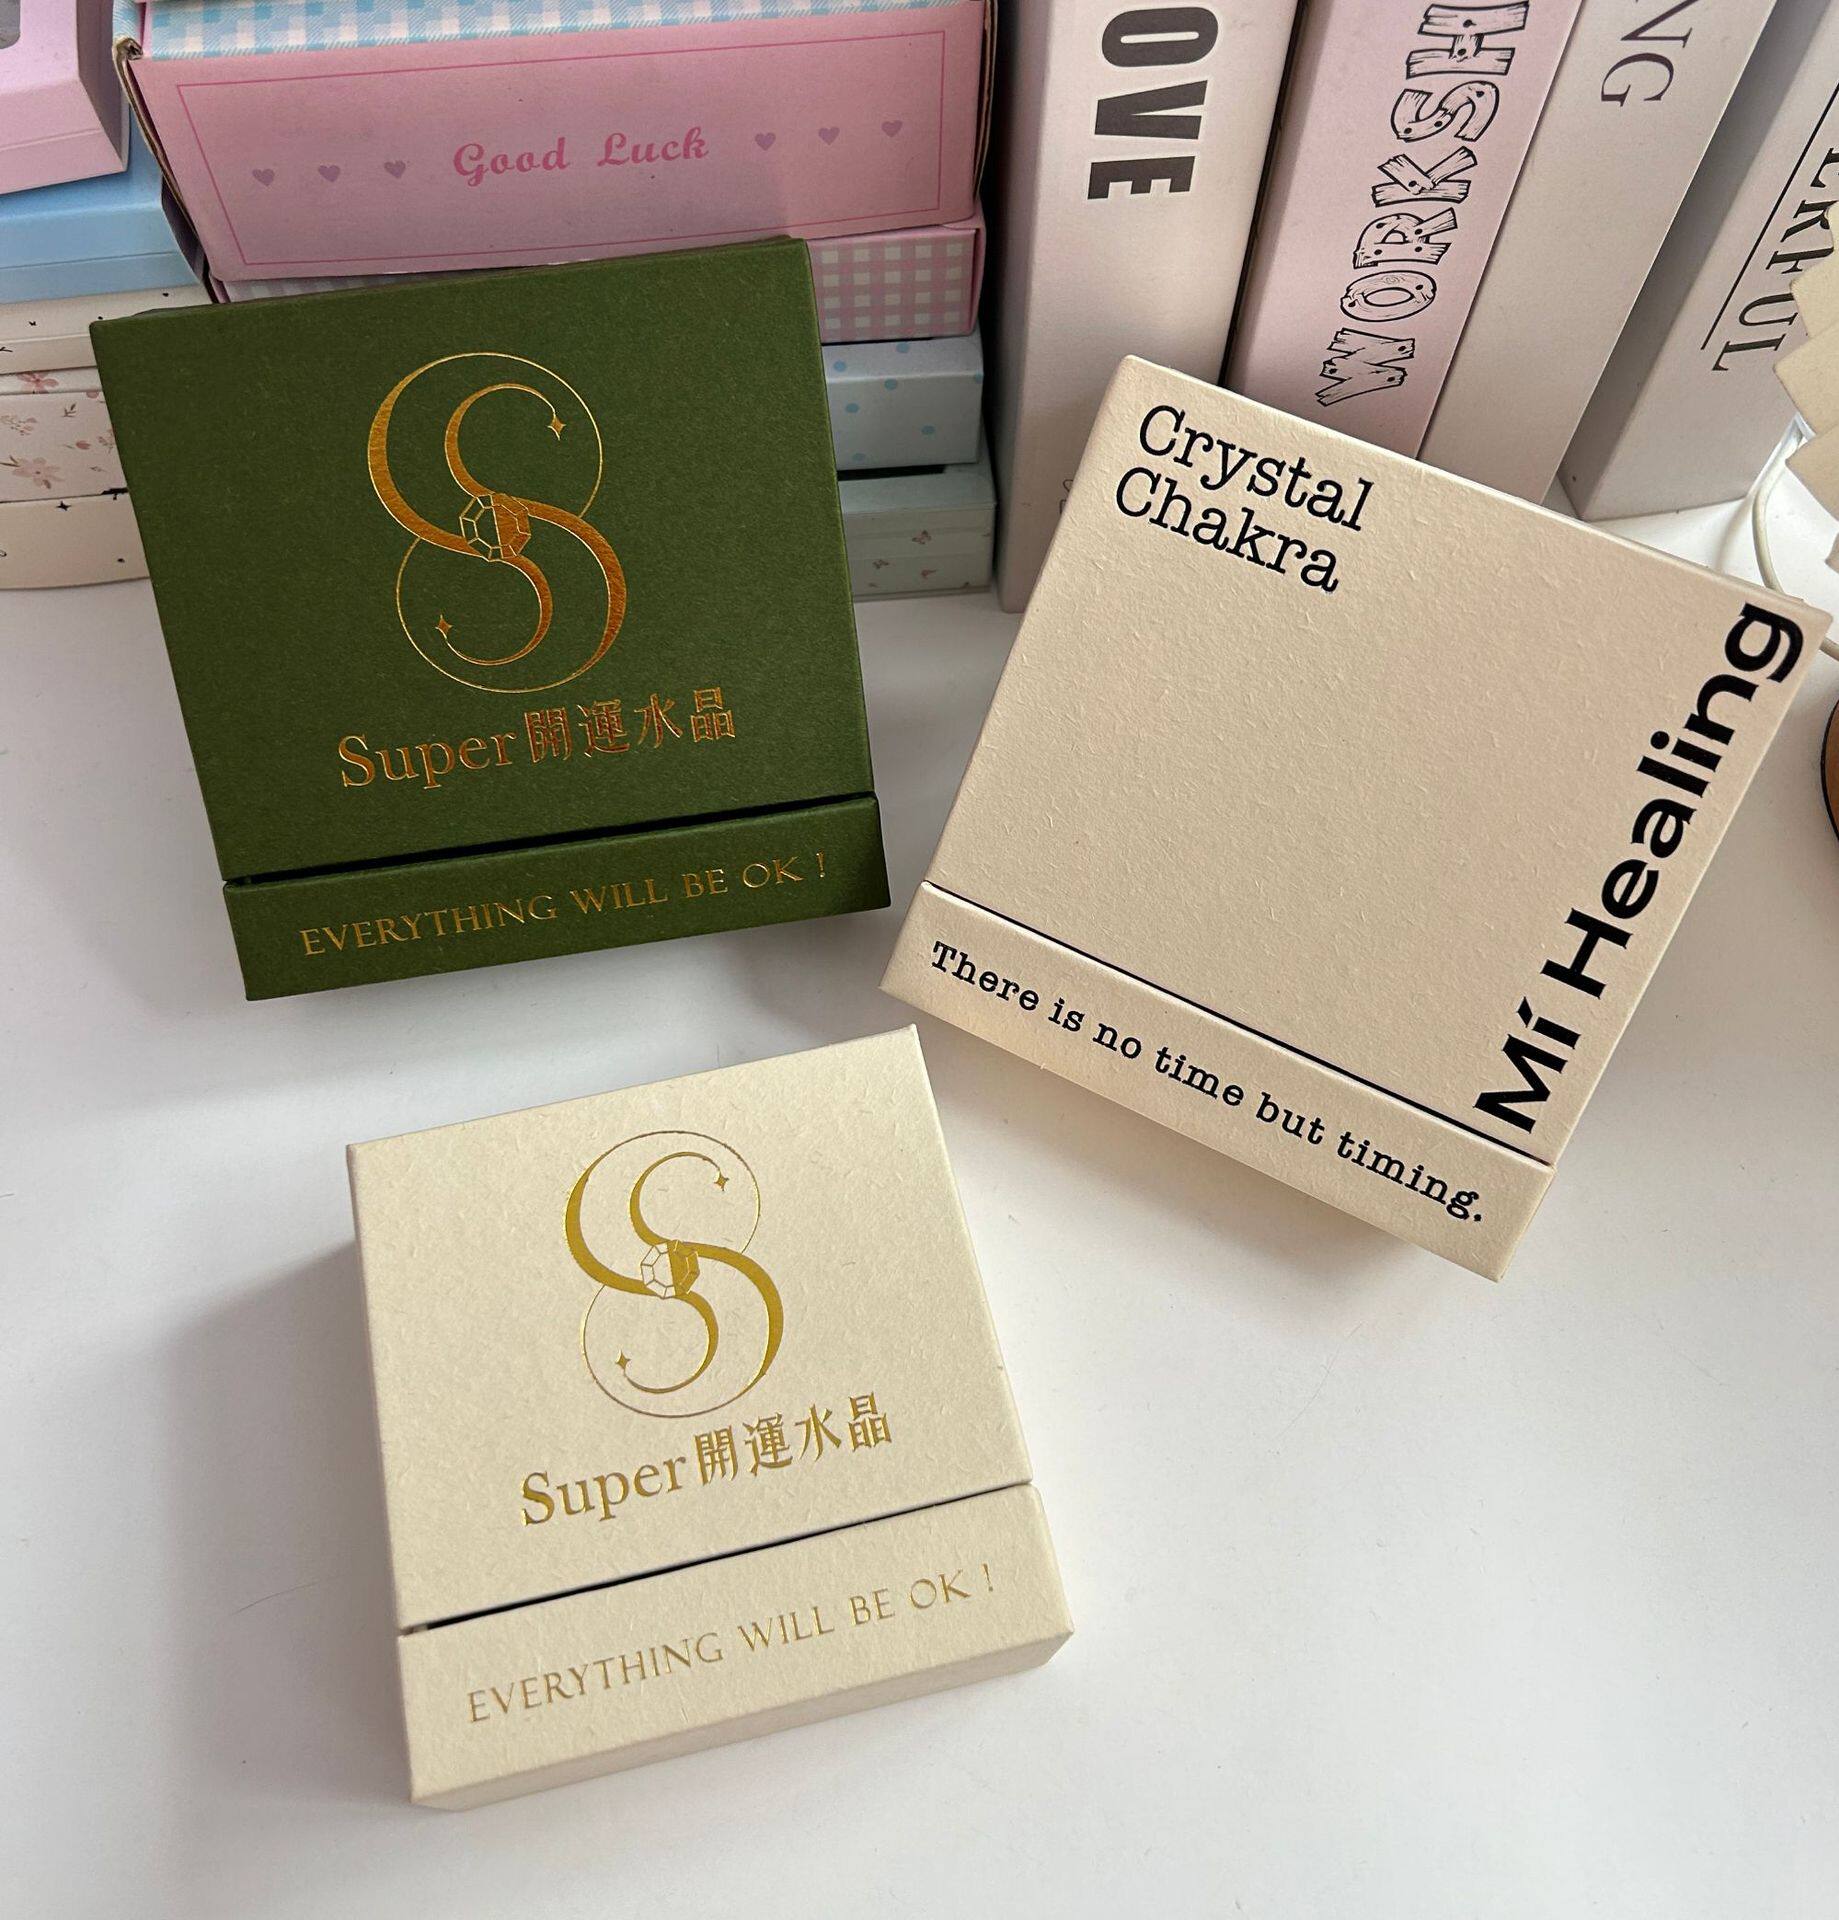 Good Luck
OVE
WORKSH
NG
ERFUL
Super開運水晶
EVERYTHING WILL BE OK !
Crystal
Chakra
Mí Healing
There is no time but timing.
Super開運水晶
EVERYTHING WILL BE OK !